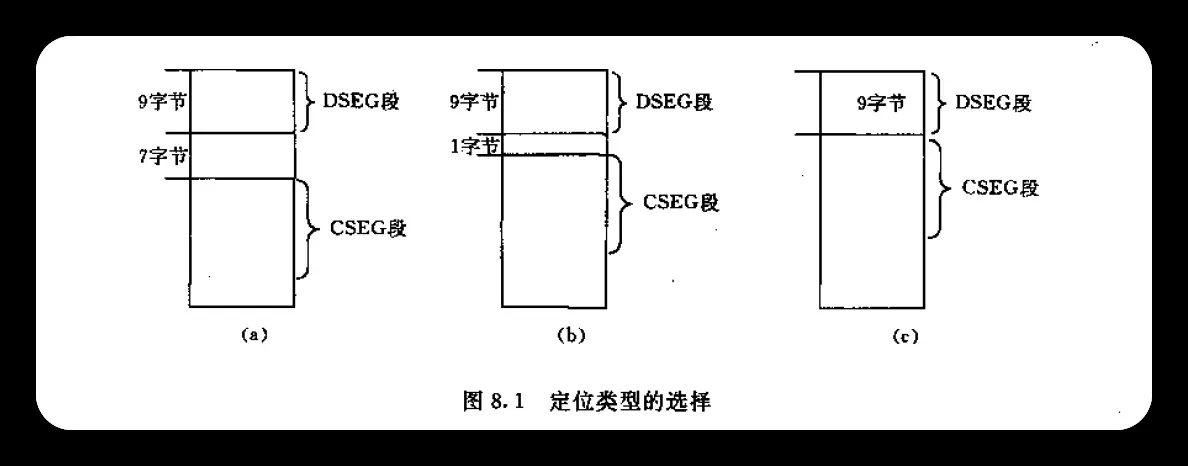 9字节
DSEG段
9字节
DSEG段
9字节
DSEG段
7字节
1字节
CSEG段
CSEG段
CSEG段
(a)
(b)
(c)
图 8.1 定位类型的选择